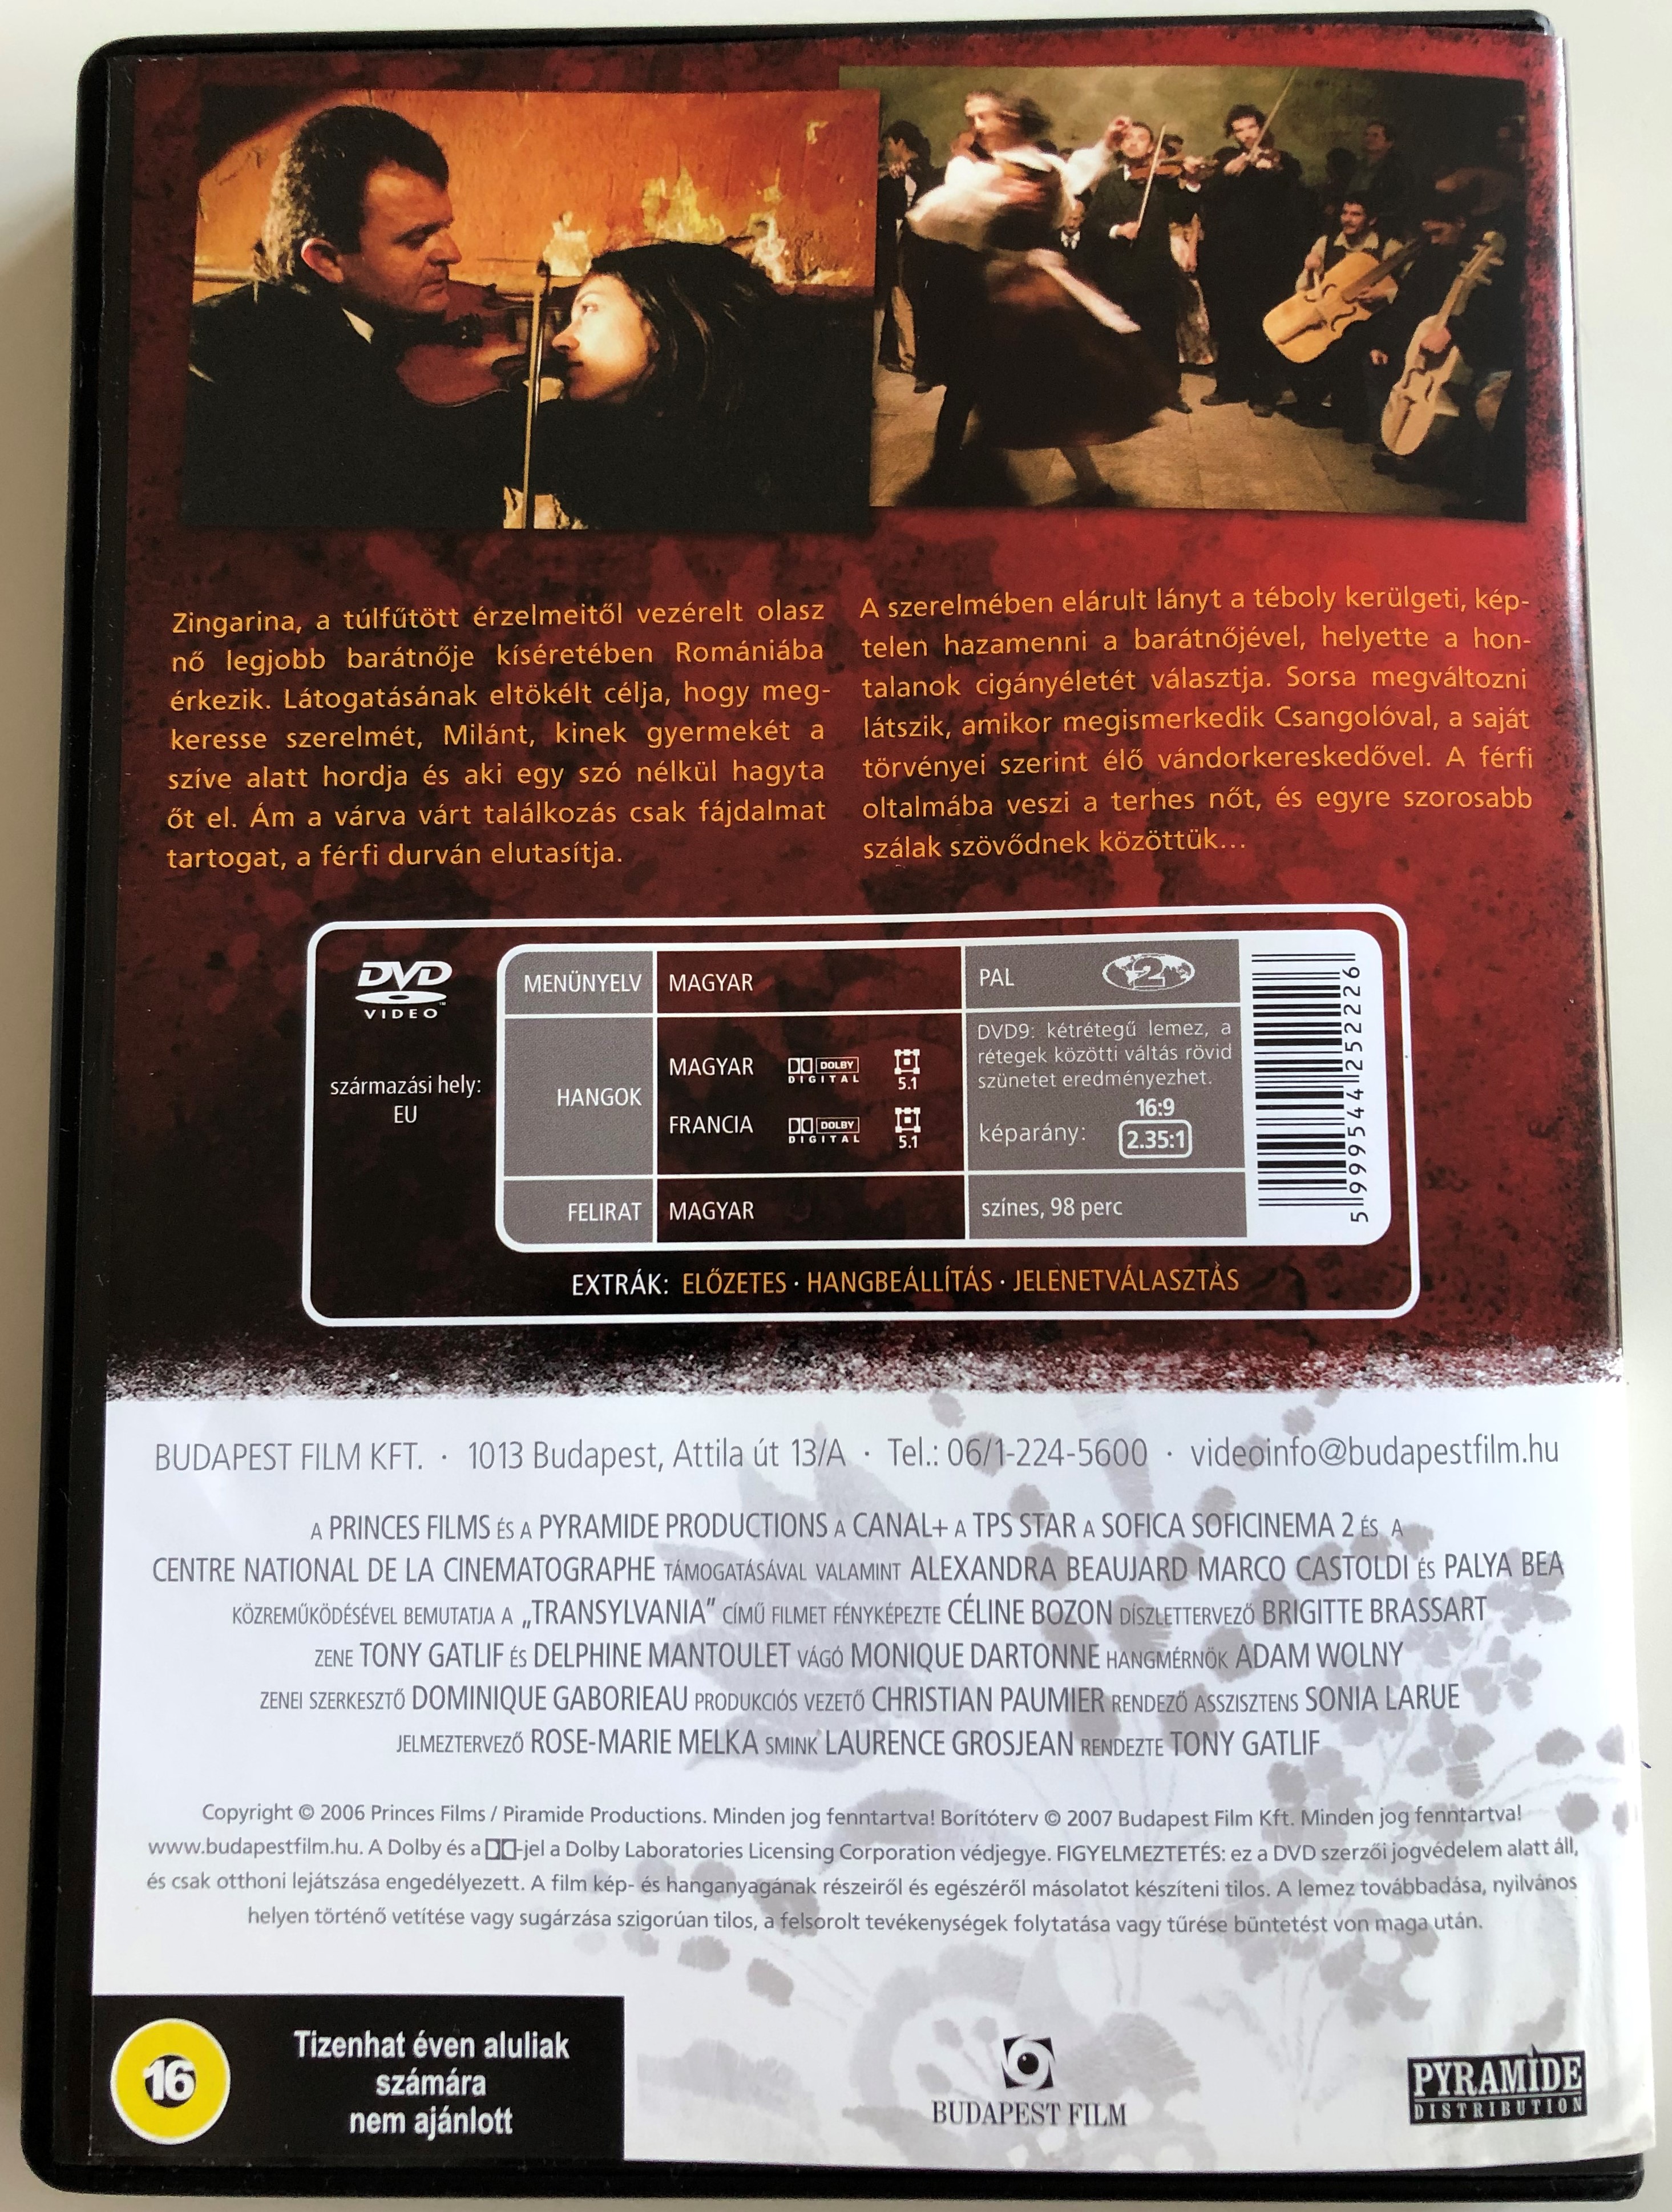 Zingarina, a túlfűtött érzelmeitől vezérelt olasz
nő legjobb barátnője kíséretében Romániába
érkezik. Látogatásának eltökélt célja, hogy meg-
keresse szerelmét, Milánt, kinek gyermekét a
szíve alatt hordja és aki egy szó nélkül hagyta
őt el. Ám a várva várt találkozás csak fájdalmat
tartogat, a férfi durván elutasítja.
A szerelmében elárult lányt a téboly kerülgeti, kép-
telen hazamenni a barátnőjével, helyette a hon-
talanok cigányéletét választja. Sorsa megváltozni
látszik, amikor megismerkedik Csangolóval, a saját
törvényei szerint élő vándorkereskedővel. A férfi
oltalmába veszi a terhes nőt, és egyre szorosabb
szálak szövődnek közöttük...
DVD
VIDEO
származási hely:
EU
MENÜNYELV MAGYAR
HANGOK
MAGYAR DOLBY DIGITAL 5.1
FRANCIA DOLBY DIGITAL 5.1
FELIRAT MAGYAR
PAL 2
DVD9: kétrétegű lemez, a
rétegek közötti váltás rövid
szünetet eredményezhet.
16:9
képarány: 2.35:1
színes, 98 perc
5 999544 252226
EXTRÁK: ELŐZETES · HANGBEÁLLÍTÁS · JELENETVÁLASZTÁS
BUDAPEST FILM KFT. · 1013 Budapest, Attila út 13/A · Tel.: 06/1-224-5600 · videoinfo@budapestfilm.hu
A PRINCES FILMS ÉS A PYRAMIDE PRODUCTIONS A CANAL+ A TPS STAR A SOFICA SOFICINEMA 2 ÉS A
CENTRE NATIONAL DE LA CINEMATOGRAPHE TÁMOGATÁSÁVAL VALAMINT ALEXANDRA BEAUJARD MARCO CASTOLDI ÉS PALYA BEA
KÖZREMŰKÖDÉSÉVEL BEMUTATJA A „TRANSYLVANIA” CÍMŰ FILMET FÉNYKÉPEZTE CÉLINE BOZON DÍSZLETTERVEZŐ BRIGITTE BRASSART
ZENE TONY GATLIF ÉS DELPHINE MANTOULET VÁGÓ MONIQUE DARTONNE HANGMÉRNÖK ADAM WOLNY
ZENEI SZERKESZTŐ DOMINIQUE GABORIEAU PRODUKCIÓS VEZETŐ CHRISTIAN PAUMIER RENDEZŐ ASSZISZTENS SONIA LARUE
JELMEZTERVEZŐ ROSE-MARIE MELKA SMINK LAURENCE GROSJEAN RENDEZTE TONY GATLIF
Copyright © 2006 Princes Films / Piramide Productions. Minden jog fenntartva! Borítóterv © 2007 Budapest Film Kft. Minden jog fenntartva!
www.budapestfilm.hu. A Dolby és a -jel a Dolby Laboratories Licensing Corporation védjegye. FIGYELMEZTETÉS: ez a DVD szerzői jogvédelem alatt áll,
és csak otthoni lejátszása engedélyezett. A film kép- és hanganyagának részeiről és egészéről másolatot készíteni tilos. A lemez továbbadása, nyilvános
helyen történő vetítése vagy sugárzása szigorúan tilos, a felsorolt tevékenységek folytatása vagy tűrése büntetést von maga után.
16
Tizenhat éven aluliak
számára
nem ajánlott
BUDAPEST FILM
PYRAMIDE
DISTRIBUTION